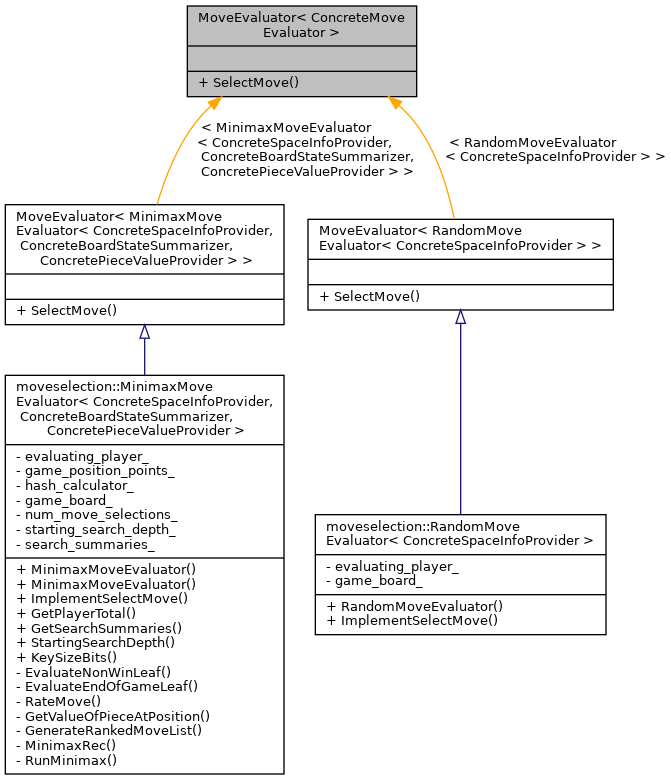 MoveEvaluator< ConcreteMove
Evaluator >
+ SelectMove()
< MinimaxMoveEvaluator
< ConcreteSpaceInfoProvider,
ConcreteBoardStateSummarizer,
ConcretePieceValueProvider > >
< RandomMoveEvaluator
< ConcreteSpaceInfoProvider > >
MoveEvaluator< MinimaxMove
Evaluator< ConcreteSpaceInfoProvider,
ConcreteBoardStateSummarizer,
ConcretePieceValueProvider > >
+ SelectMove()
MoveEvaluator< RandomMove
Evaluator< ConcreteSpaceInfoProvider > >
+ SelectMove()
moveselection::MinimaxMove
Evaluator< ConcreteSpaceInfoProvider,
ConcreteBoardStateSummarizer,
ConcretePieceValueProvider >
- evaluating_player_
- game_position_points_
- hash_calculator_
- game_board_
- num_move_selections_
- starting_search_depth_
- search_summaries_
+ MinimaxMoveEvaluator()
+ MinimaxMoveEvaluator()
+ ImplementSelectMove()
+ GetPlayerTotal()
+ GetSearchSummaries()
+ StartingSearchDepth()
+ KeySizeBits()
- EvaluateNonWinLeaf()
- EvaluateEndOfGameLeaf()
- RateMove()
- GetValueOfPieceAtPosition()
- GenerateRankedMoveList()
- MinimaxRec()
- RunMinimax()
moveselection::RandomMove
Evaluator< ConcreteSpaceInfoProvider >
- evaluating_player_
- game_board_
+ RandomMoveEvaluator()
+ ImplementSelectMove()